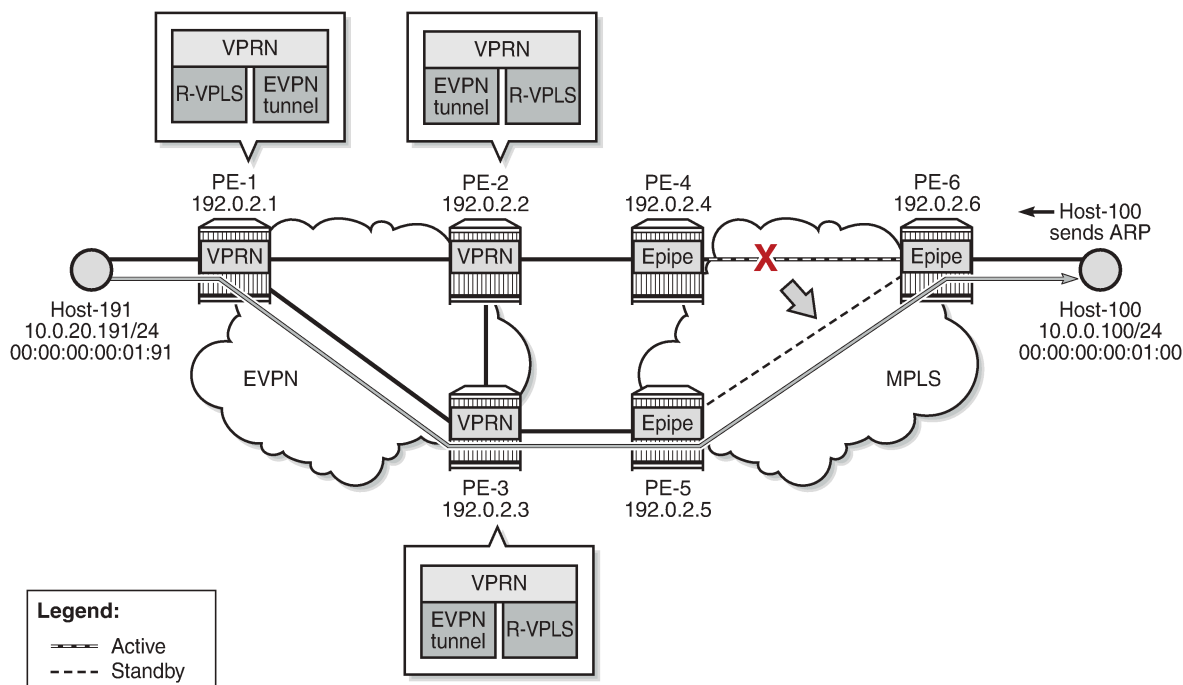 VPRN
R-VPLS
EVPN
tunnel
VPRN
EVPN
tunnel
R-VPLS
PE-1
192.0.2.1
PE-2
192.0.2.2
PE-4
192.0.2.4
PE-6
192.0.2.6
Host-100
sends ARP
VPRN
VPRN
Epipe
X
Epipe
Host-191
10.0.20.191/24
00:00:00:00:01:91
Host-100
10.0.0.100/24
00:00:00:00:01:00
EVPN
MPLS
VPRN
Epipe
PE-3
192.0.2.3
PE-5
192.0.2.5
VPRN
EVPN
tunnel
R-VPLS
Legend:
Active
Standby